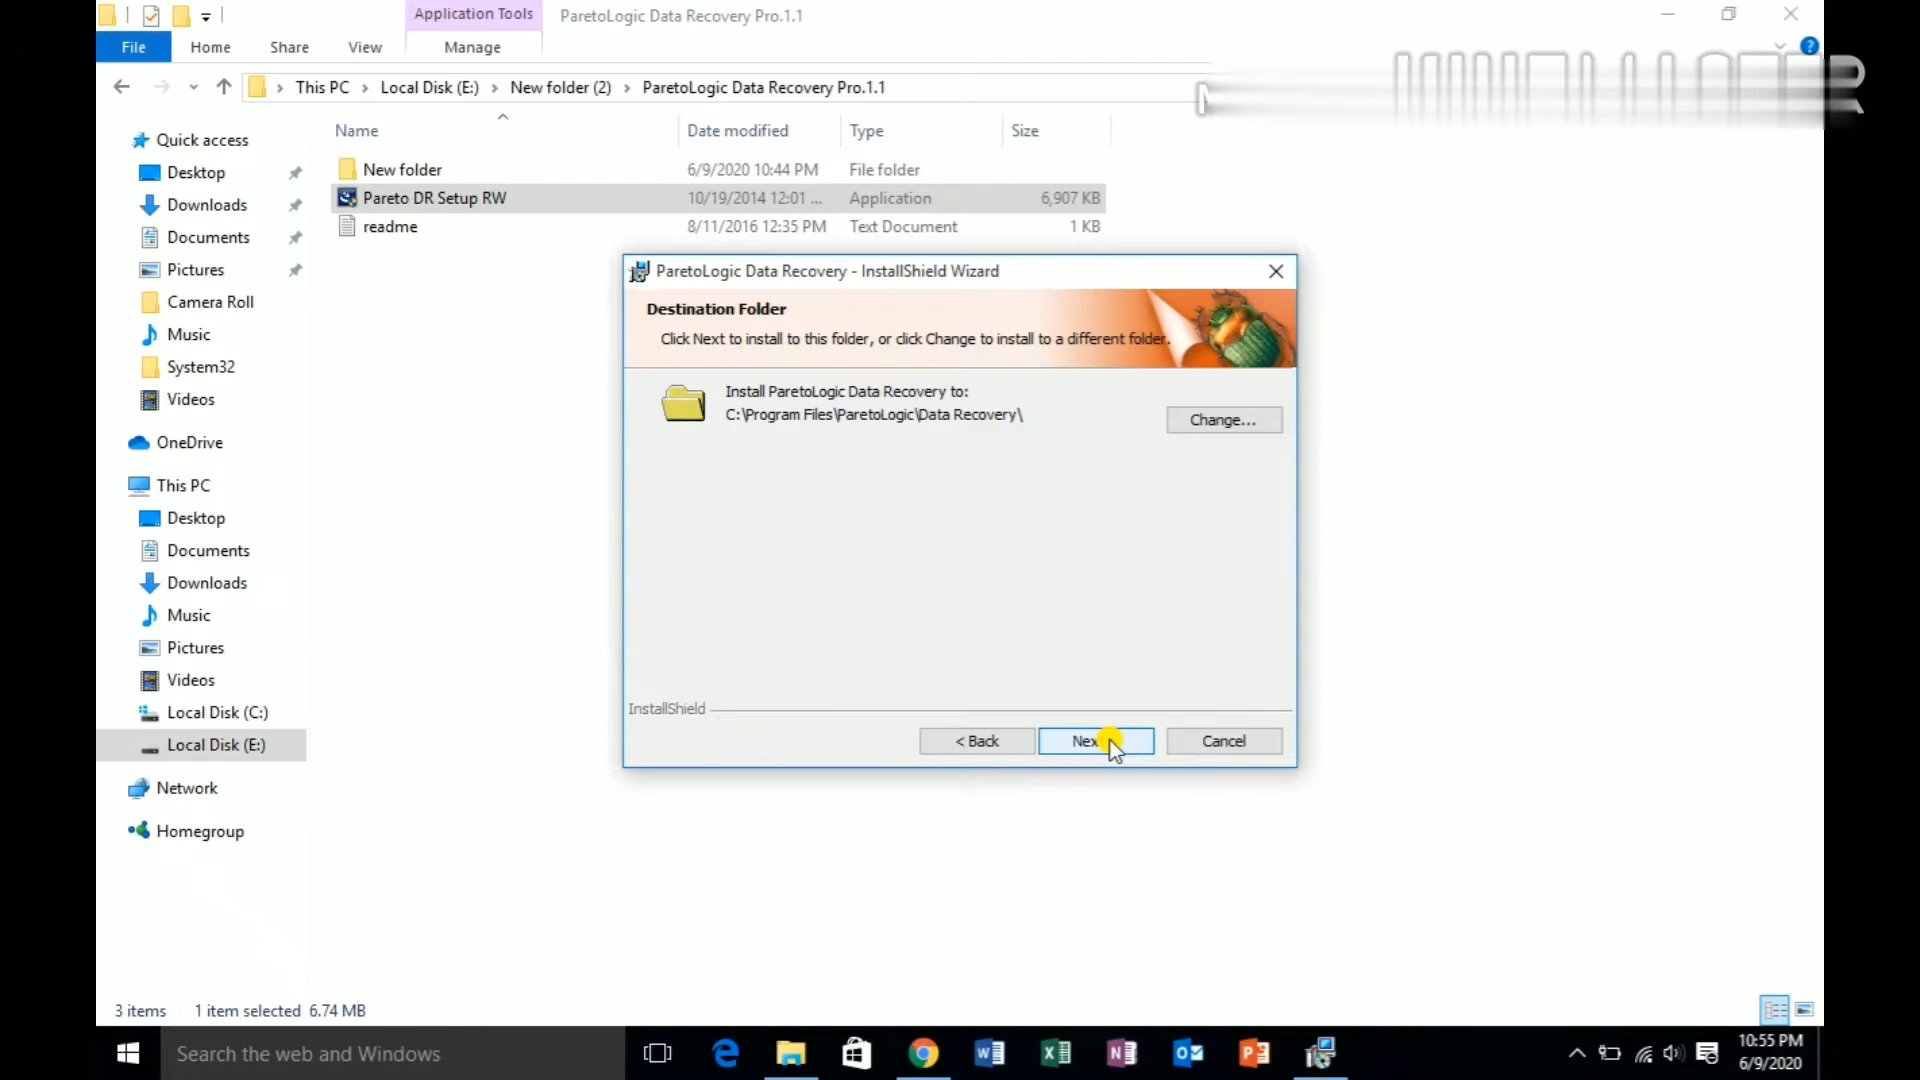 Application Tools
ParetoLogic Data Recovery Pro.1.1
File
Home
Share
View
Manage
This PC
Local Disk (E:)
New folder (2)
ParetoLogic Data Recovery Pro.1.1
Name
Date modified
Type
Size
New folder
6/9/2020 10:44 PM
File folder
Pareto DR Setup RW
10/19/2014 12:01 ...
Application
6,907 KB
readme
8/11/2016 12:35 PM
Text Document
1 KB
Quick access
Desktop
Downloads
Documents
Pictures
Camera Roll
Music
System32
Videos
OneDrive
This PC
Desktop
Documents
Downloads
Music
Pictures
Videos
Local Disk (C:)
Local Disk (E:)
Network
Homegroup
ParetoLogic Data Recovery - InstallShield Wizard
Destination Folder
Click Next to install to this folder, or click Change to install to a different folder.
Install ParetoLogic Data Recovery to:
C:\Program Files\ParetoLogic\Data Recovery\
Change...
InstallShield
< Back
Next
Cancel
3 items
1 item selected 6.74 MB
Search the web and Windows
10:55 PM
6/9/2020